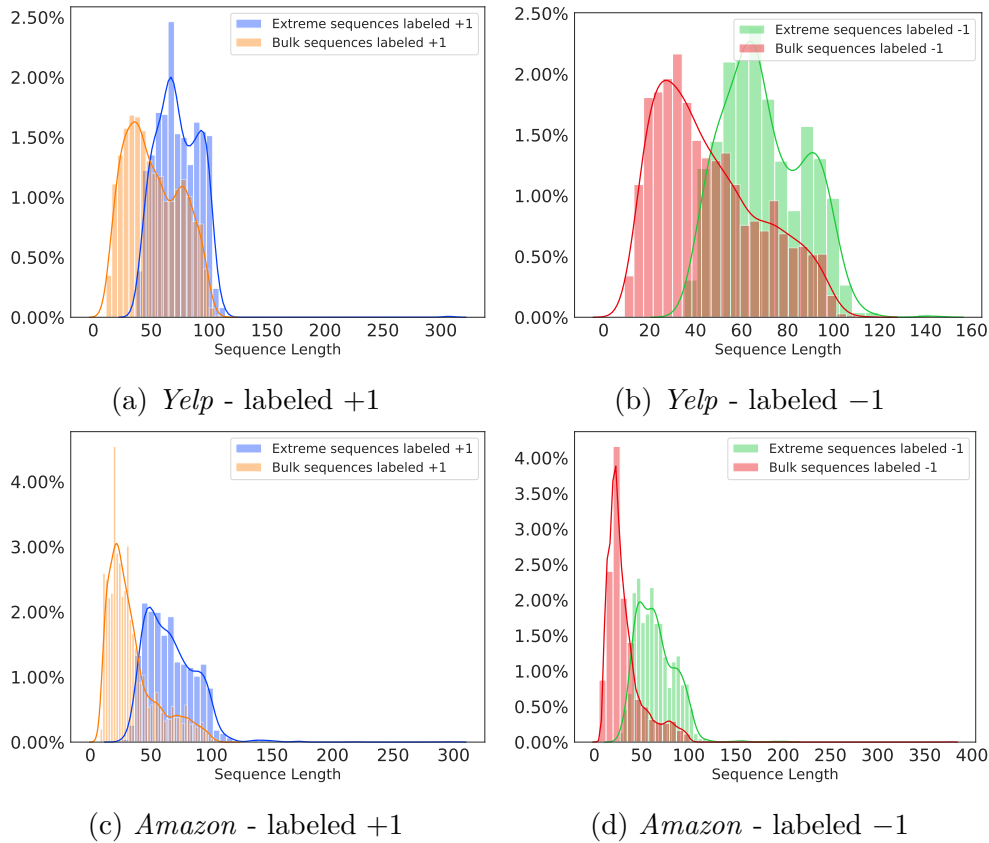 2.50%
2.00%
1.50%
1.00%
0.50%
0.00%
0 50 100 150 200 250 300
Sequence Length
Extreme sequences labeled +1
Bulk sequences labeled +1
(a) Yelp - labeled +1
2.50%
2.00%
1.50%
1.00%
0.50%
0.00%
0 20 40 60 80 100 120 140 160
Sequence Length
Extreme sequences labeled -1
Bulk sequences labeled -1
(b) Yelp - labeled −1
4.00%
3.00%
2.00%
1.00%
0.00%
0 50 100 150 200 250 300
Sequence Length
Extreme sequences labeled +1
Bulk sequences labeled +1
(c) Amazon - labeled +1
4.00%
3.50%
3.00%
2.50%
2.00%
1.50%
1.00%
0.50%
0.00%
0 50 100 150 200 250 300 350 400
Sequence Length
Extreme sequences labeled -1
Bulk sequences labeled -1
(d) Amazon - labeled −1